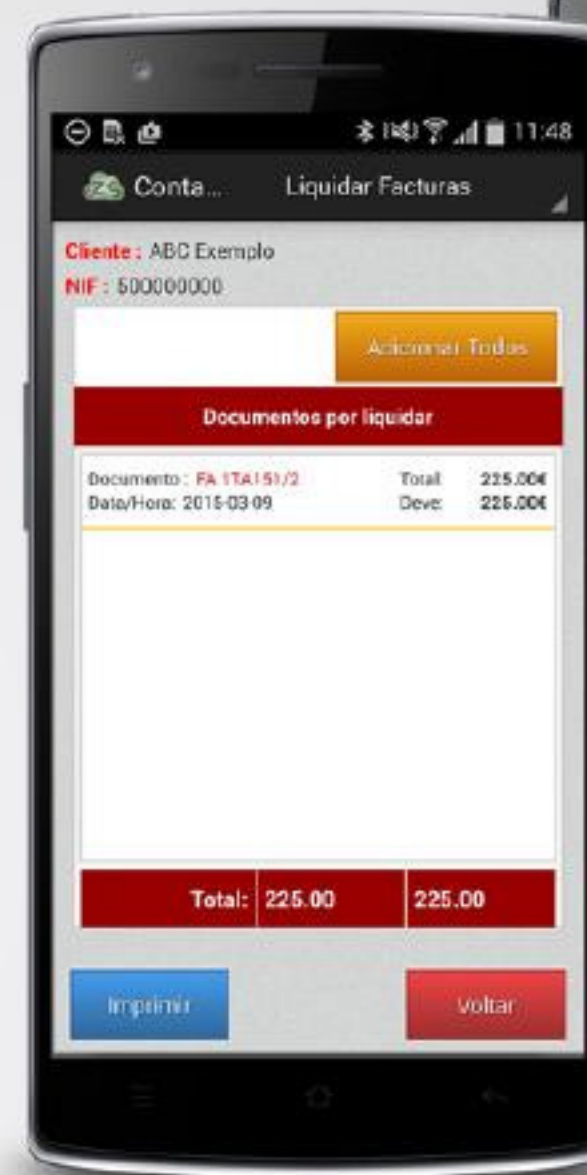 11:48
Conta... Liquidar Facturas
Cliente : ABC Exemplo
NIF : 500000000
Adicionar Todos
Documentos por liquidar
Documento : FA 1TA151/2 Total 225.00€
Data/Hora: 2015-03-09 Deve: 225.00€
Total: 225.00 225.00
Imprimir Voltar